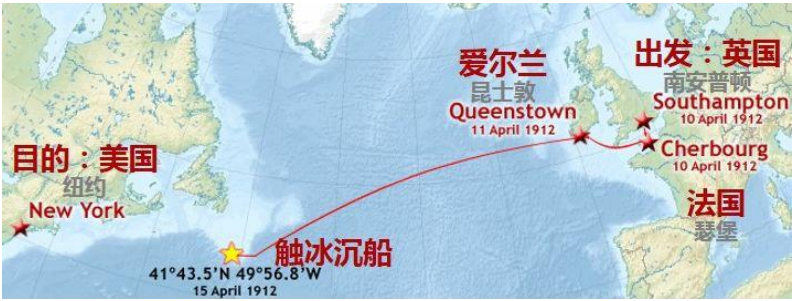 出发：英国
南安普顿
Southampton
10 April 1912
Cherbourg
10 April 1912
法国
瑟堡
爱尔兰
昆士敦
Queenstown
11 April 1912
触冰沉船
41°43.5’N 49°56.8’W
15 April 1912
目的：美国
纽约
New York